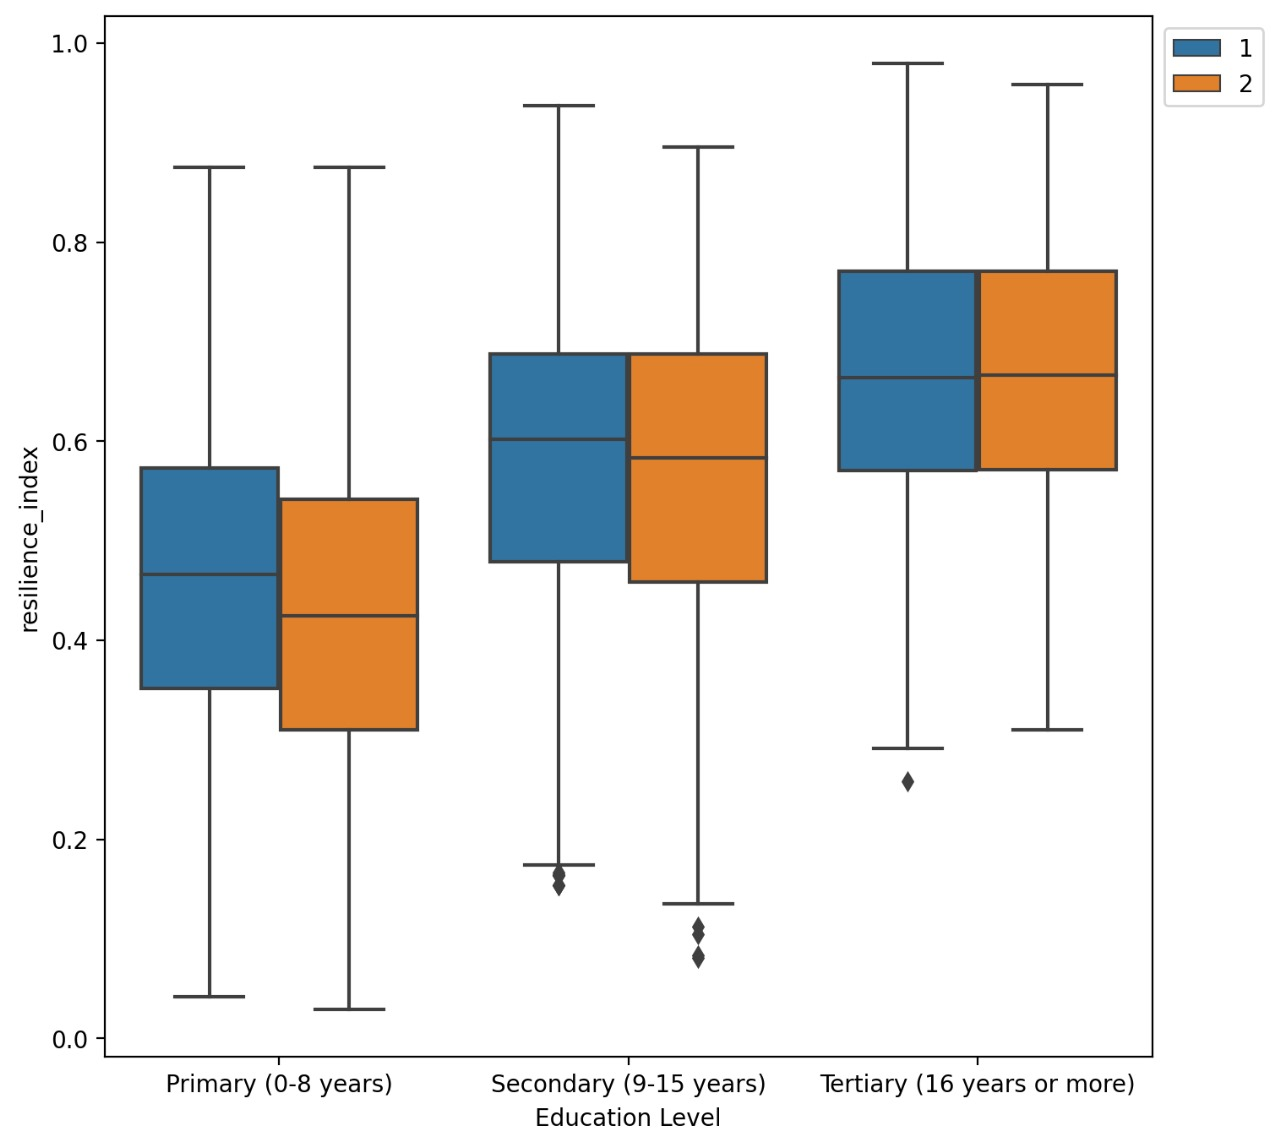 1
2
1.0
0.8
0.6
0.4
0.2
0.0
resilience_index
Primary (0-8 years)
Secondary (9-15 years)
Tertiary (16 years or more)
Education Level